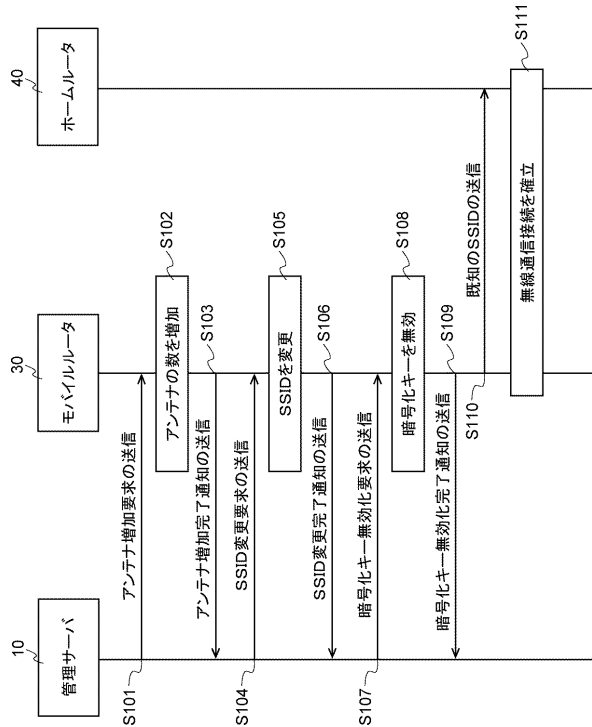 10
管理サーバ
30
モバイルルータ
40
ホームルータ
S101
アンテナ増加要求の送信
S102
アンテナの数を増加
S103
アンテナ増加完了通知の送信
S104
SSID変更要求の送信
S105
SSIDを変更
S106
SSID変更完了通知の送信
S107
暗号化キー無効化要求の送信
S108
暗号化キーを無効
S109
暗号化キー無効化完了通知の送信
S110
既知のSSIDの送信
S111
無線通信接続を確立